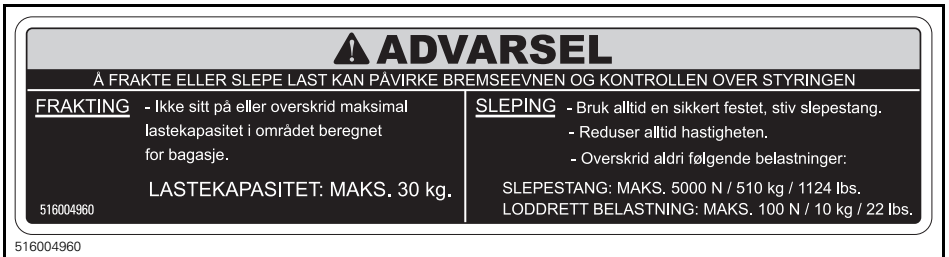 ADVARSEL
Å FRAKTE ELLER SLEPE LAST KAN PÅVIRKE BREMSEEVNEN OG KONTROLLEN OVER STYRINGEN
FRAKTING - Ikke sitt på eller overskrid maksimal
lastekapasitet i området beregnet
for bagasje.
LASTEKAPASITET: MAKS. 30 kg.
516004960
SLEPING - Bruk alltid en sikkert festet, stiv slepestang.
- Reduser alltid hastigheten.
- Overskrid aldri følgende belastninger:
SLEPESTANG: MAKS. 5000 N / 510 kg / 1124 lbs.
LODDRETT BELASTNING: MAKS. 100 N / 10 kg / 22 lbs.
516004960